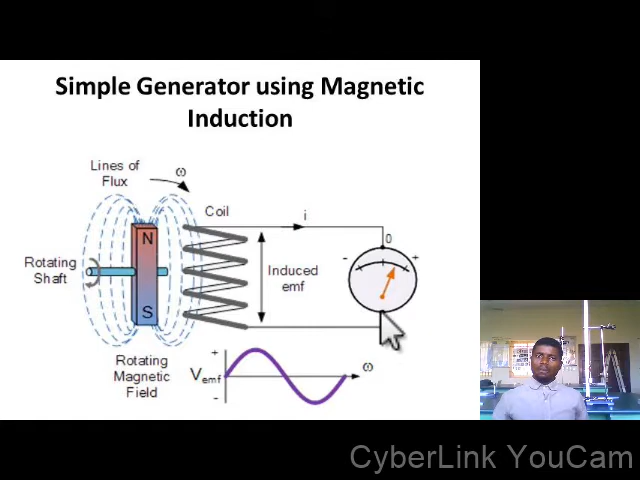 Simple Generator using Magnetic
Induction
Lines of
Flux
ω
Coil
i
0
- +
N
Rotating
Shaft
Induced
emf
S
Rotating
Magnetic
Field
+
Vemf
-
ω
CyberLink YouCam